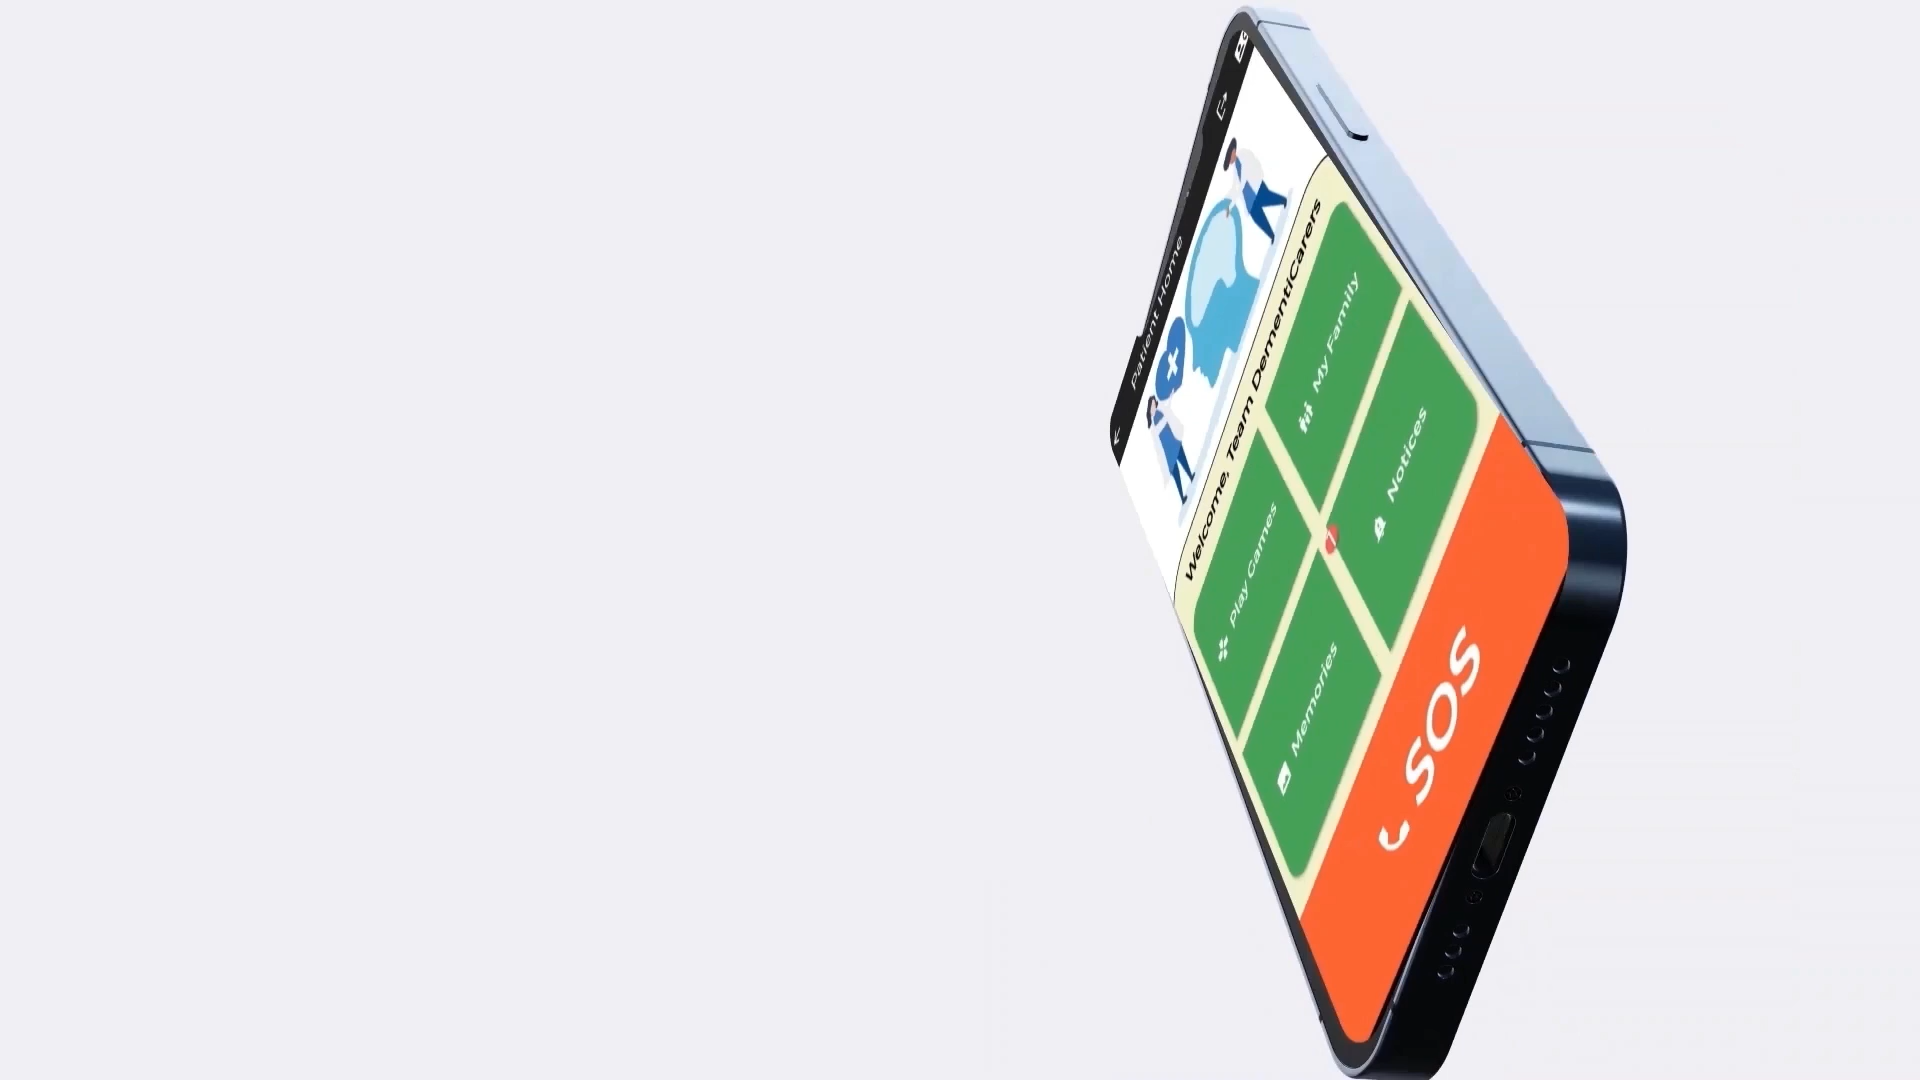 Patient Home
Welcome, Team DementiCarers
Play Games
My Family
Memories
Notices
SOS